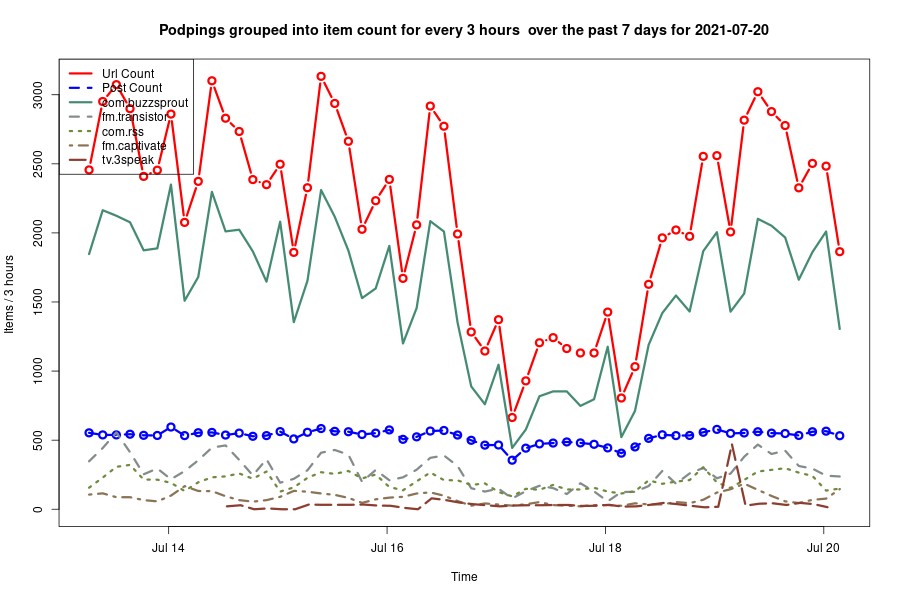 Podpings grouped into item count for every 3 hours  over the past 7 days for 2021-07-20
Url Count
Post Count
com.buzzsprout
fm.transistor
com.rss
fm.captivate
tv.3speak
Items / 3 hours
3000
2500
2000
1500
1000
500
0
Jul 14
Jul 16
Jul 18
Jul 20
Time